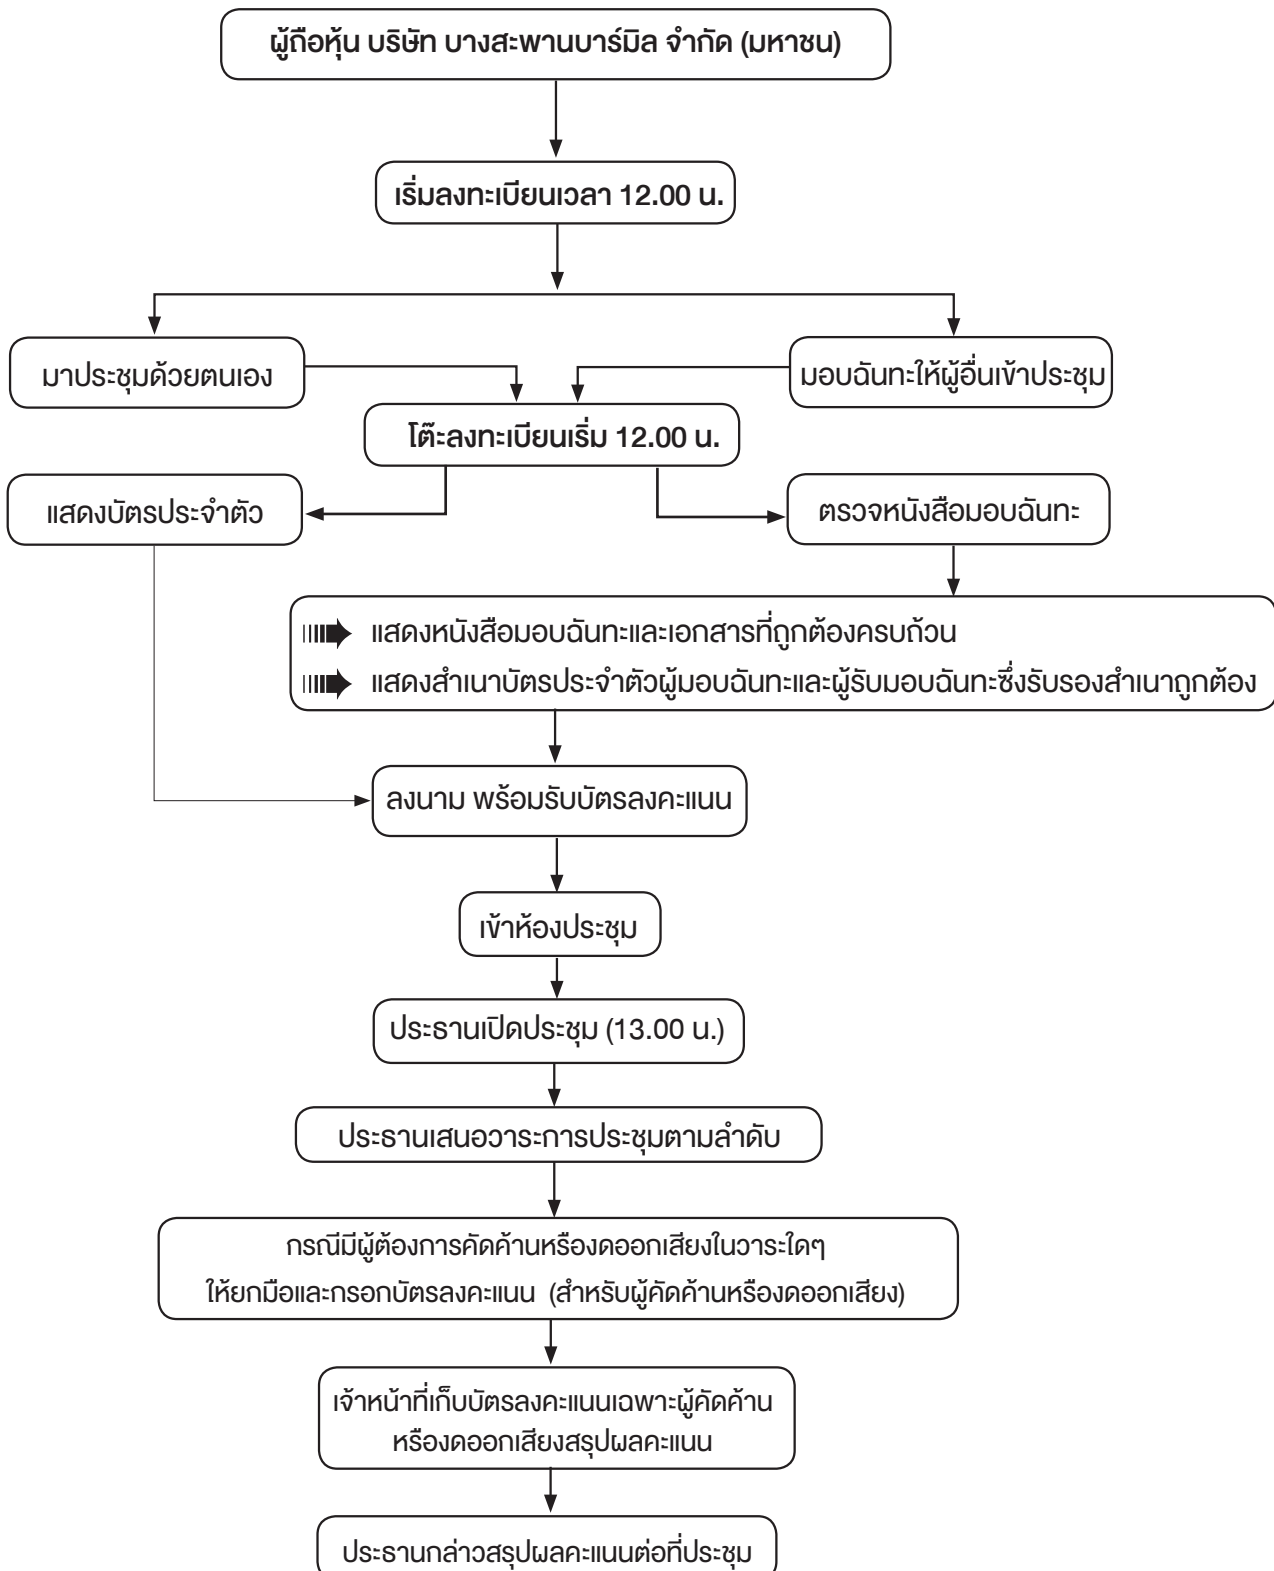 ผู้ถือหุ้น บริษัท บางสะพานบาร์มิล จำกัด (มหาชน)
เริ่มลงทะเบียนเวลา 12.00 น.
มาประชุมด้วยตนเอง
มอบฉันทะให้ผู้อื่นเข้าประชุม
โต๊ะลงทะเบียนเริ่ม 12.00 น.
แสดงบัตรประจำตัว
ตรวจหนังสือมอบฉันทะ
แสดงหนังสือมอบฉันทะและเอกสารที่ถูกต้องครบถ้วน
แสดงสำเนาบัตรประจำตัวผู้มอบฉันทะและผู้รับมอบฉันทะซึ่งรับรองสำเนาถูกต้อง
ลงนาม พร้อมรับบัตรลงคะแนน
เข้าห้องประชุม
ประธานเปิดประชุม (13.00 น.)
ประธานเสนอวาระการประชุมตามลำดับ
กรณีมีผู้ต้องการคัดค้านหรืองดออกเสียงในวาระใดๆ
ให้ยกมือและกรอกบัตรลงคะแนน (สำหรับผู้คัดค้านหรืองดออกเสียง)
เจ้าหน้าที่เก็บบัตรลงคะแนนเฉพาะผู้คัดค้าน
หรืองดออกเสียงสรุปผลคะแนน
ประธานกล่าวสรุปผลคะแนนต่อที่ประชุม